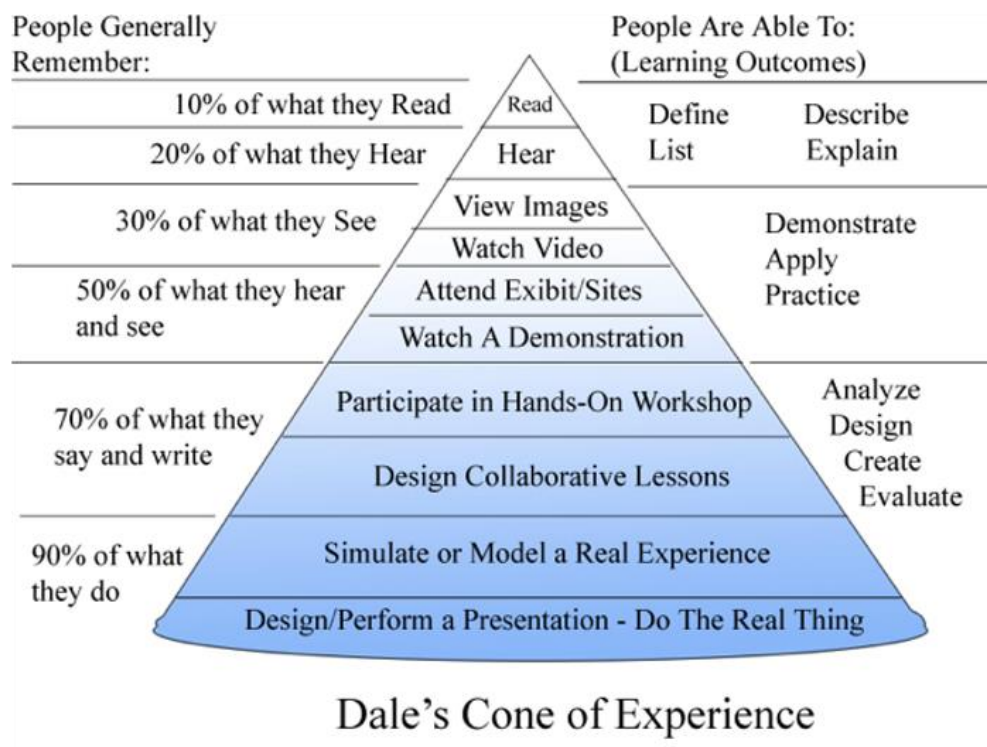 People Generally
Remember:
People Are Able To:
(Learning Outcomes)
10% of what they Read
Read
Define
Describe
List
Explain
20% of what they Hear
Hear
30% of what they See
View Images
Watch Video
Demonstrate
Apply
Practice
50% of what they hear
and see
Attend Exibit/Sites
Watch A Demonstration
70% of what they
say and write
Participate in Hands-On Workshop
Design Collaborative Lessons
Analyze
Design
Create
Evaluate
90% of what
they do
Simulate or Model a Real Experience
Design/Perform a Presentation - Do The Real Thing
Dale's Cone of Experience